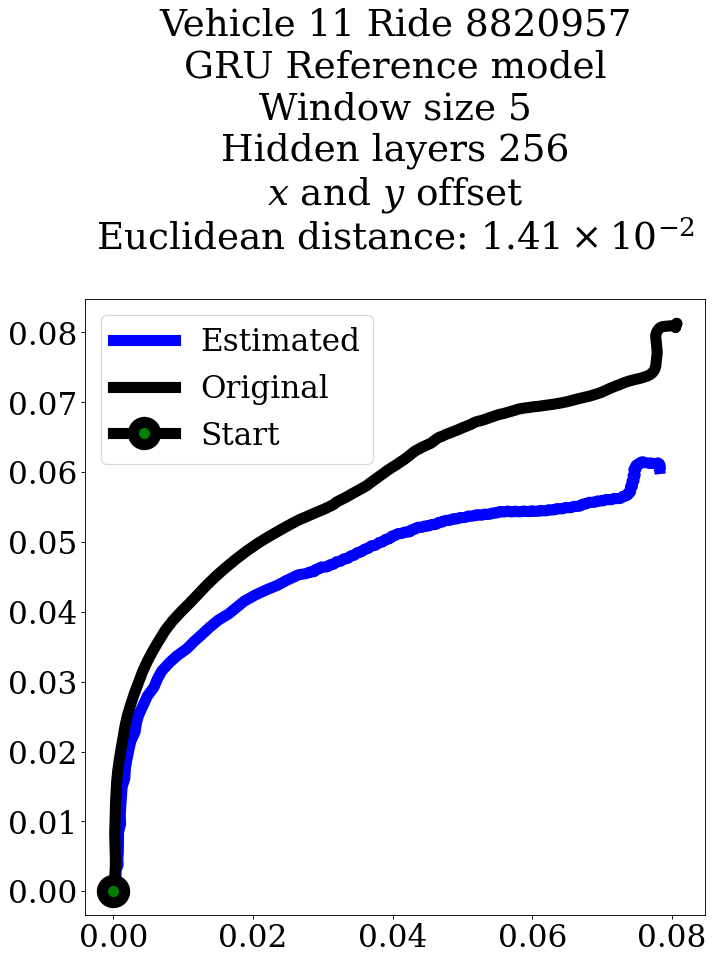 Vehicle 11 Ride 8820957
GRU Reference model
Window size 5
Hidden layers 256
x and y offset
Euclidean distance: 1.41 × 10⁻²
Estimated
Original
Start
0.08
0.07
0.06
0.05
0.04
0.03
0.02
0.01
0.00
0.00 0.02 0.04 0.06 0.08